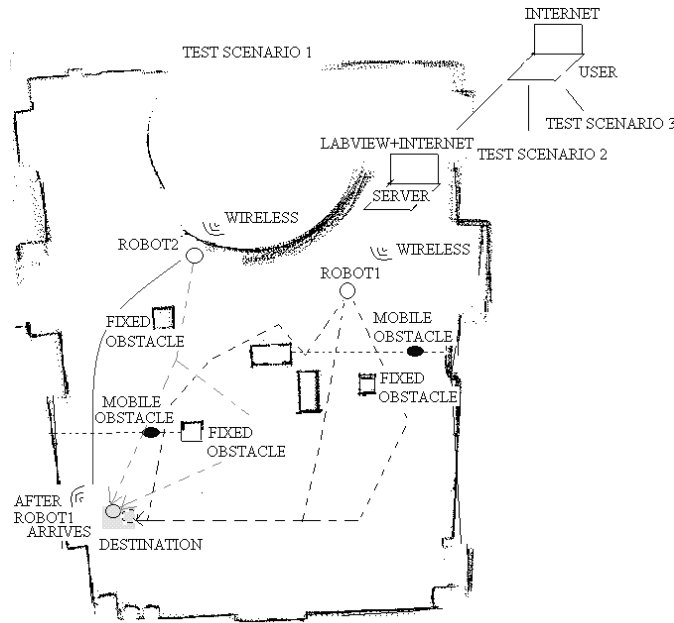 INTERNET
TEST SCENARIO 1
USER
TEST SCENARIO 3
LABVIEW+INTERNET
TEST SCENARIO 2
SERVER
WIRELESS
ROBOT2
WIRELESS
ROBOT1
FIXED
OBSTACLE
MOBILE
OBSTACLE
FIXED
OBSTACLE
MOBILE
OBSTACLE
FIXED
OBSTACLE
AFTER
ROBOT1
ARRIVES
DESTINATION